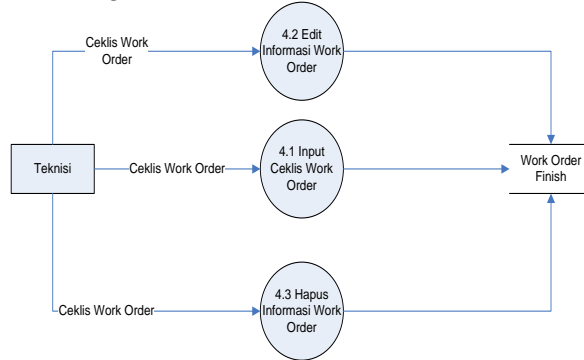 Ceklis Work
Order
4.2 Edit
Informasi Work
Order
Teknisi
Ceklis Work Order
4.1 Input
Ceklis Work
Order
Work Order
Finish
Ceklis Work Order
4.3 Hapus
Informasi Work
Order